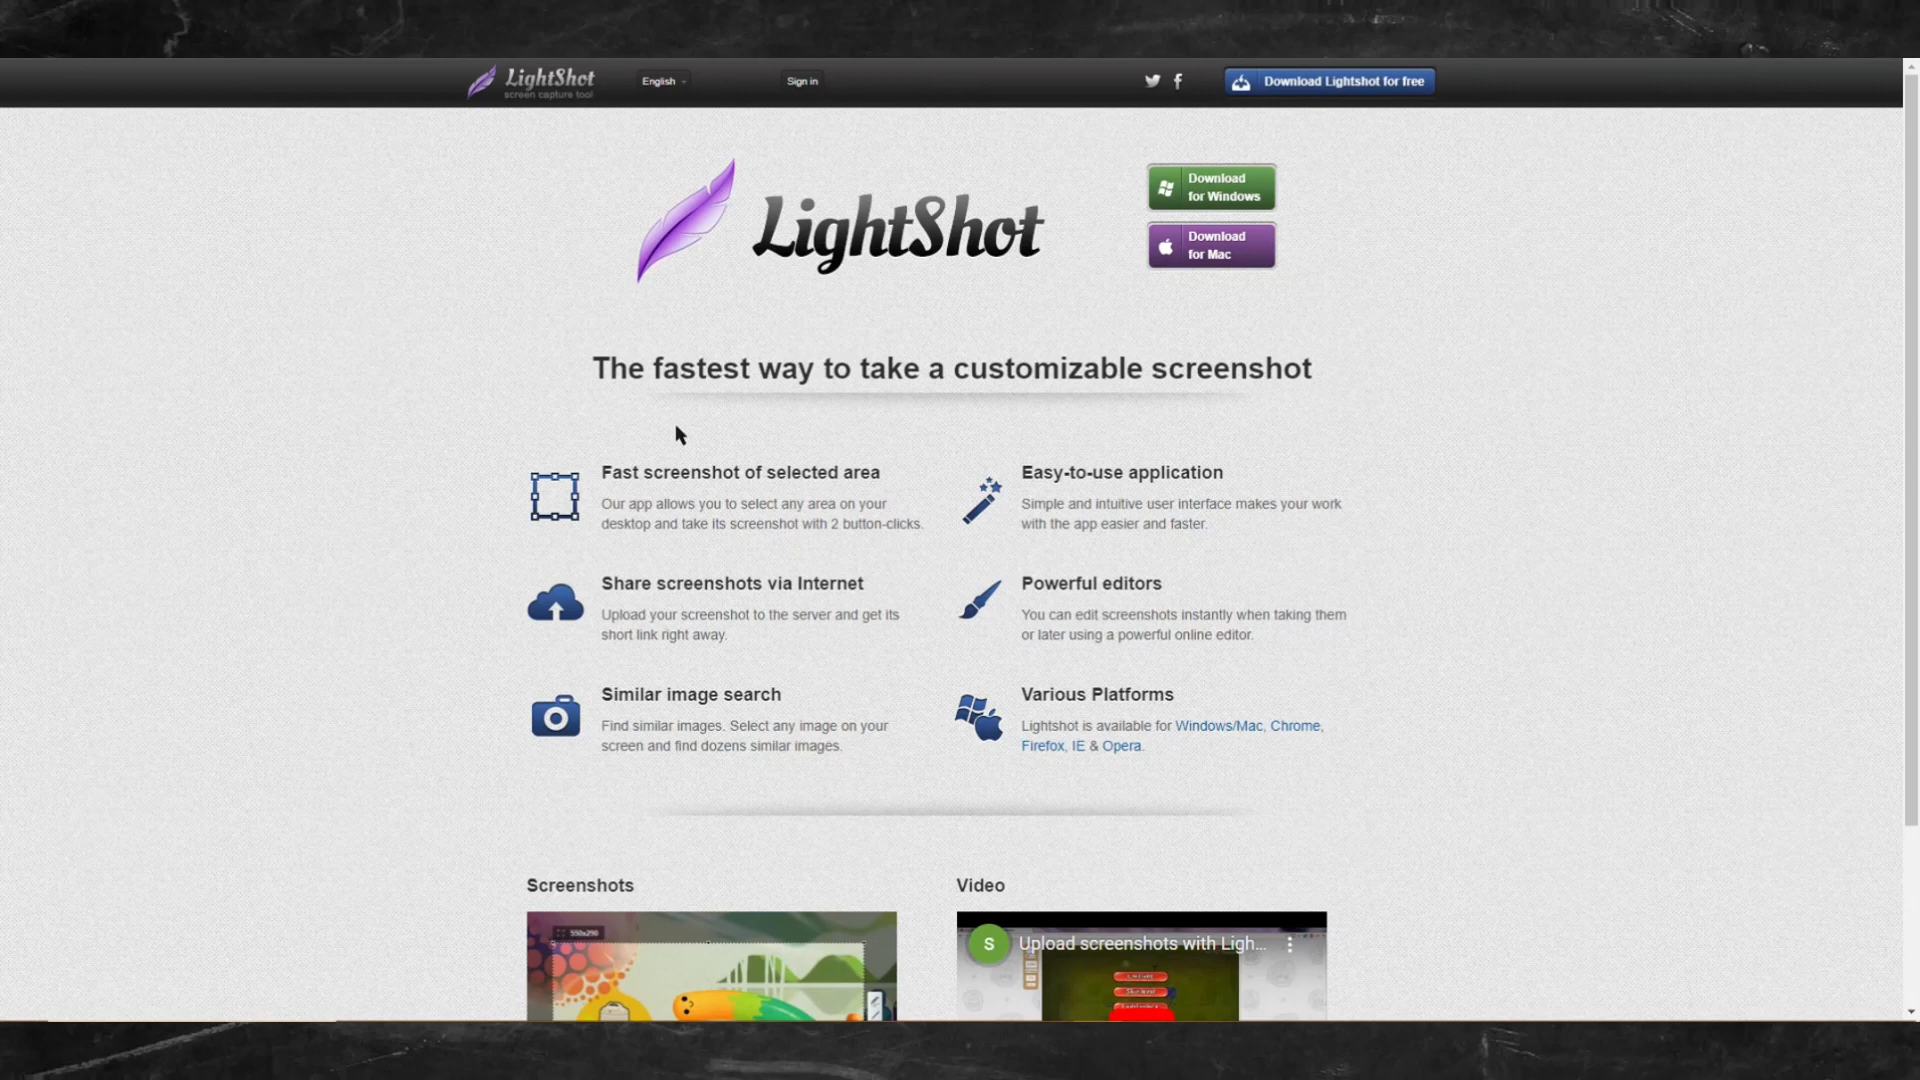 LightShot
screen capture tool
English
Sign in
Download Lightshot for free
LightShot
Download
for Windows
Download
for Mac
The fastest way to take a customizable screenshot
Fast screenshot of selected area
Our app allows you to select any area on your
desktop and take its screenshot with 2 button-clicks.
Easy-to-use application
Simple and intuitive user interface makes your work
with the app easier and faster.
Share screenshots via Internet
Upload your screenshot to the server and get its
short link right away.
Powerful editors
You can edit screenshots instantly when taking them
or later using a powerful online editor.
Similar image search
Find similar images. Select any image on your
screen and find dozens similar images.
Various Platforms
Lightshot is available for Windows/Mac, Chrome,
Firefox, IE & Opera.
Screenshots
Video
550x290
S
Upload screenshots with Ligh...